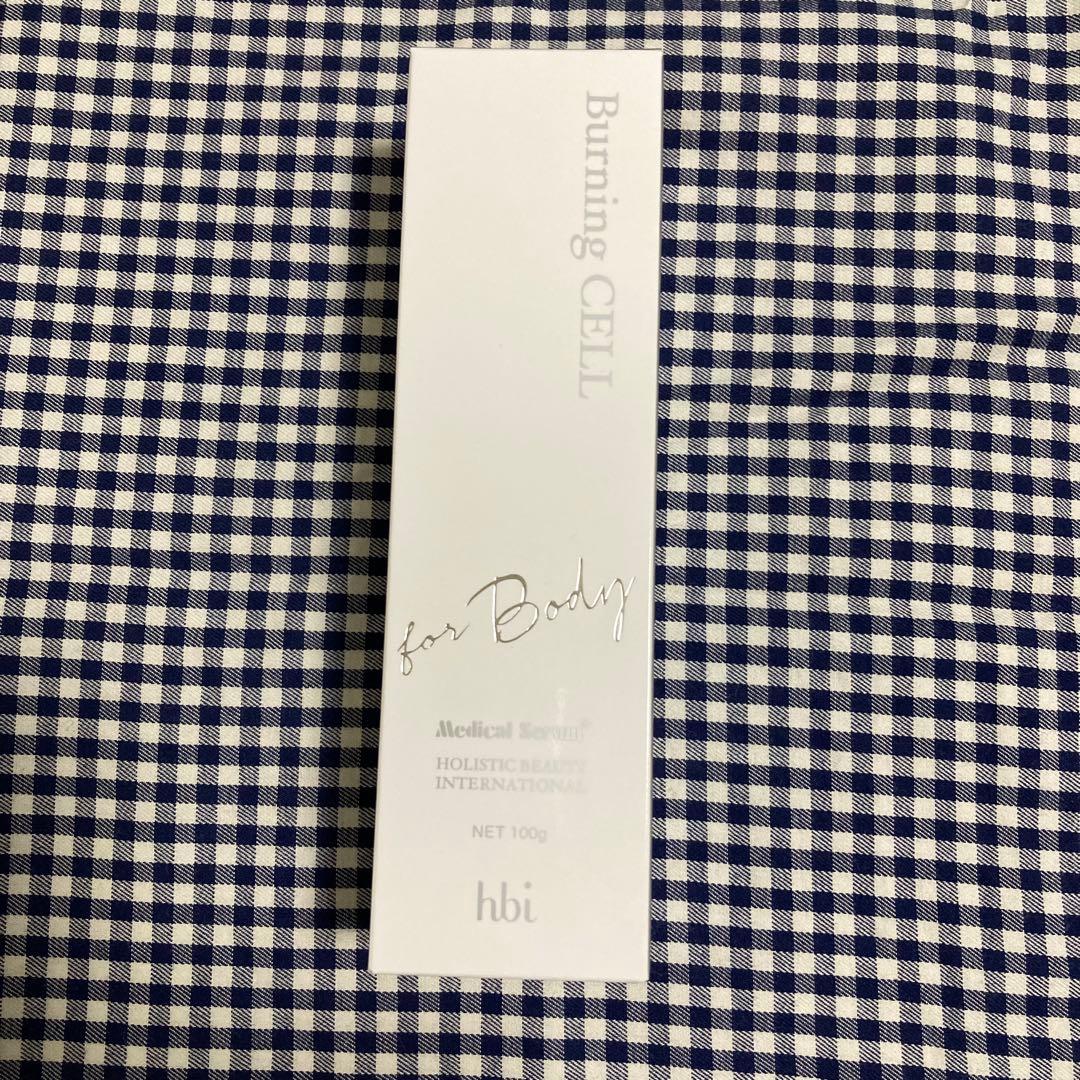 Burning CELL
for Body
Medical Serum®
HOLISTIC BEAUTY
INTERNATIONAL
NET 100g
hbi